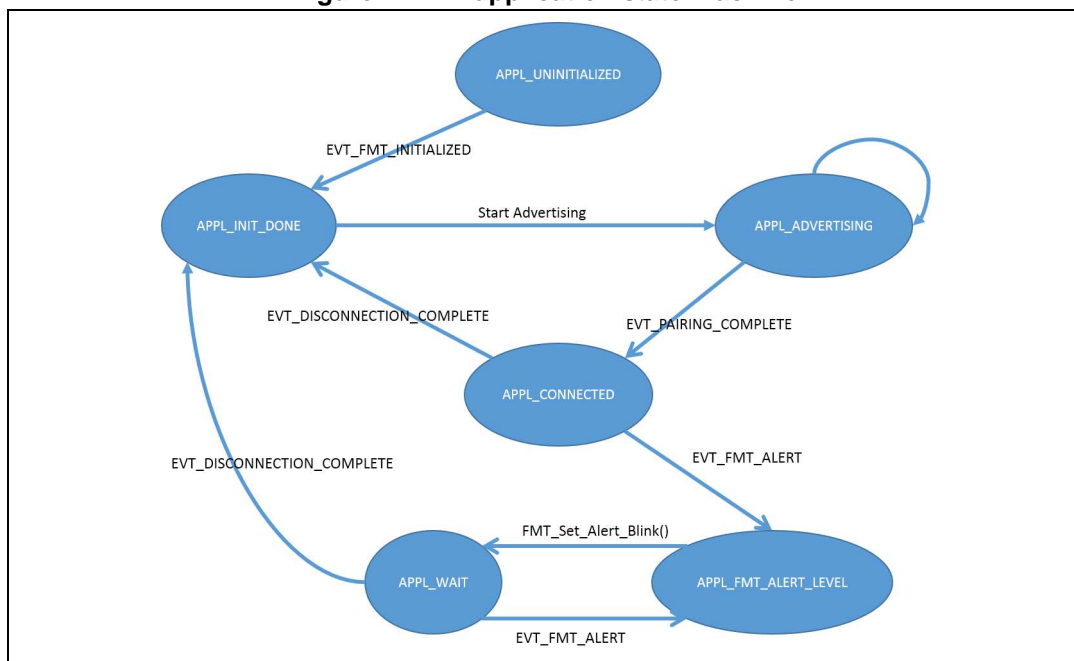 APPL_UNINITIALIZED
EVT_FMT_INITIALIZED
APPL_INIT_DONE
Start Advertising
APPL_ADVERTISING
EVT_DISCONNECTION_COMPLETE
EVT_PAIRING_COMPLETE
APPL_CONNECTED
EVT_DISCONNECTION_COMPLETE
EVT_FMT_ALERT
FMT_Set_Alert_Blink()
APPL_WAIT
APPL_FMT_ALERT_LEVEL
EVT_FMT_ALERT